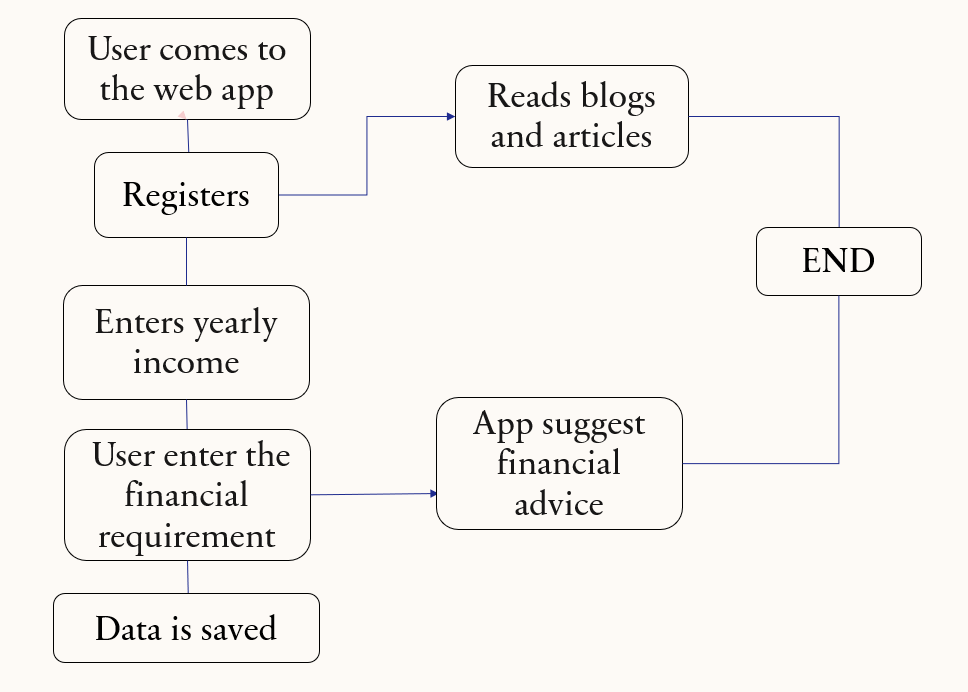 User comes to
the web app
Registers
Enters yearly
income
User enter the
financial
requirement
Data is saved
Reads blogs
and articles
App suggest
financial
advice
END